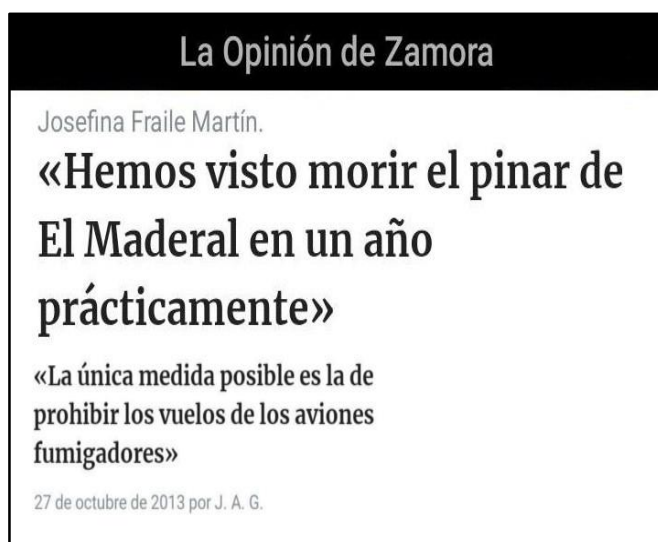 La Opinión de Zamora
Josefina Fraile Martín.
«Hemos visto morir el pinar de
El Maderal en un año
prácticamente»
«La única medida posible es la de
prohibir los vuelos de los aviones
fumigadores»
27 de octubre de 2013 por J. A. G.